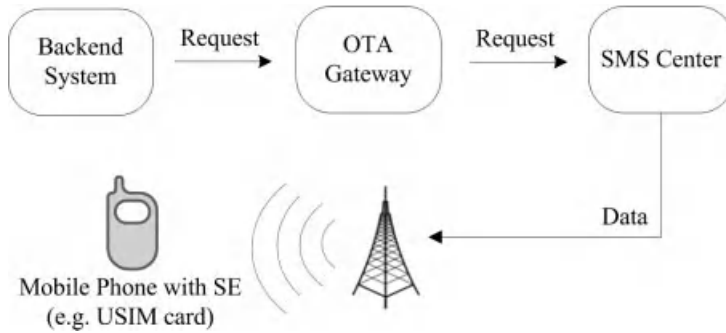 Backend
System
Request
OTA
Gateway
Request
SMS Center
Data
Mobile Phone with SE
(e.g. USIM card)